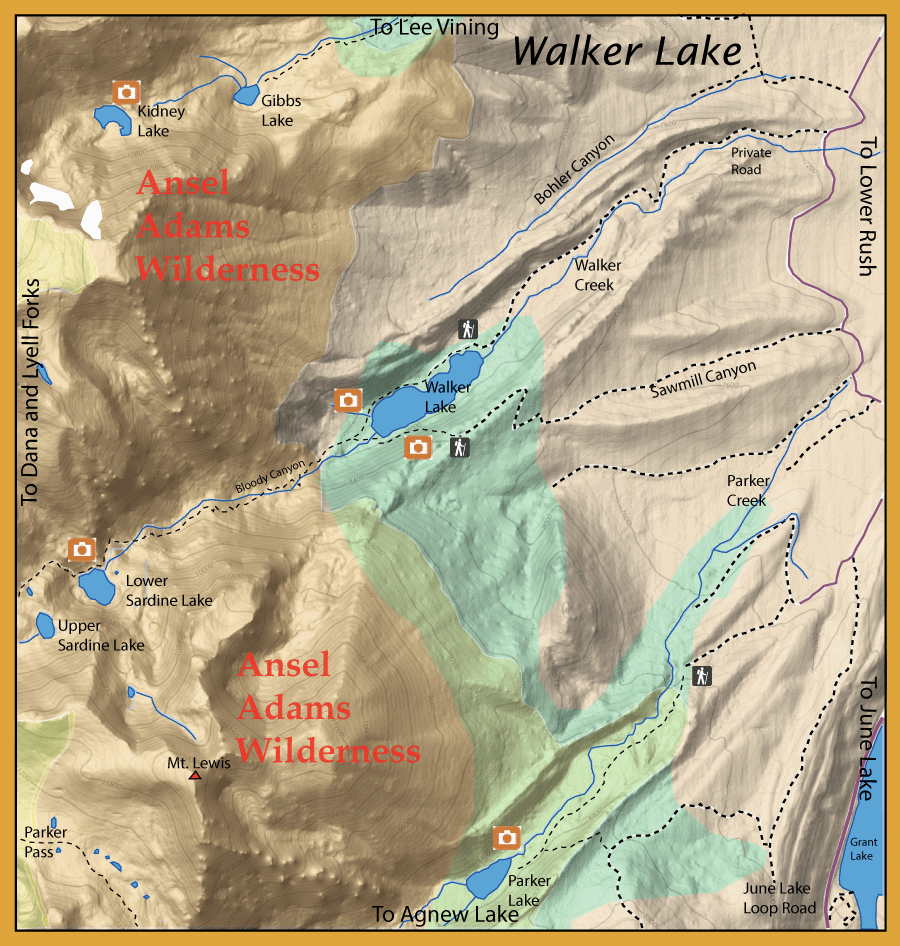 To Lee Vining
Walker Lake
Kidney
Lake
Gibbs
Lake
Bohler Canyon
Private
Road
To Lower Rush
Ansel
Adams
Wilderness
Walker
Creek
To Dana and Lyell Forks
Walker
Lake
Sawmill Canyon
7600
Bloody Canyon
Parker
Creek
Lower
Sardine Lake
Upper
Sardine Lake
Ansel
Adams
Wilderness
To June Lake
Mt. Lewis
Parker
Pass
Grant
Lake
Parker
Lake
June Lake
Loop Road
To Agnew Lake